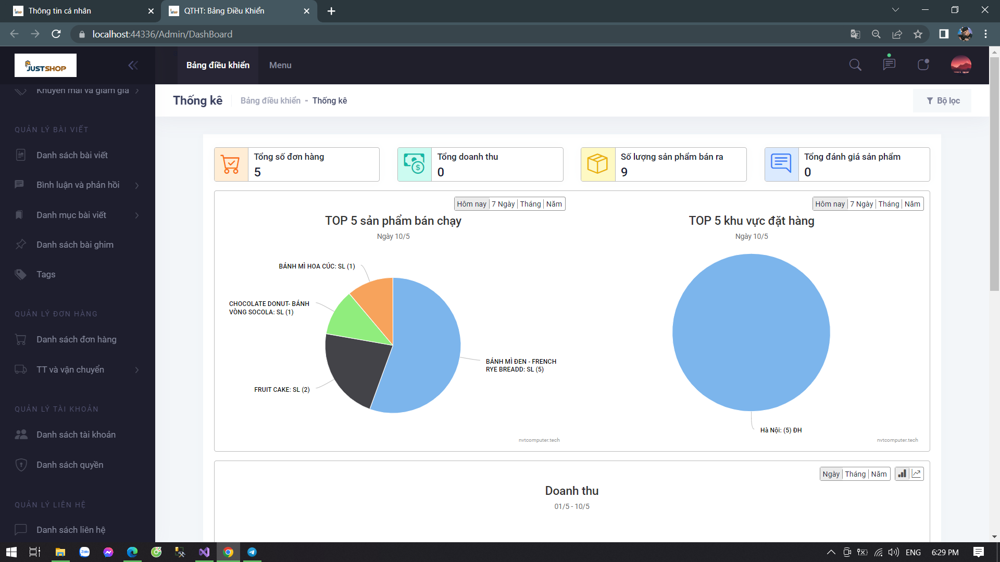 Thông tin cá nhân
QTHT: Bảng Điều Khiển
localhost:44336/Admin/DashBoard
JUSTSHOP
Bảng điều khiển
Menu
Khuyến mãi và giảm giá
QUẢN LÝ BÀI VIẾT
Danh sách bài viết
Bình luận và phản hồi
Danh mục bài viết
Danh sách bài ghim
Tags
QUẢN LÝ ĐƠN HÀNG
Danh sách đơn hàng
TT và vận chuyển
QUẢN LÝ TÀI KHOẢN
Danh sách tài khoản
Danh sách quyền
QUẢN LÝ LIÊN HỆ
Danh sách liên hệ
Thống kê
Bảng điều khiển - Thống kê
Bộ lọc
Tổng số đơn hàng
5
Tổng doanh thu
0
Số lượng sản phẩm bán ra
9
Tổng đánh giá sản phẩm
0
Hôm nay 7 Ngày Tháng Năm
TOP 5 sản phẩm bán chạy
Ngày 10/5
BÁNH MÌ HOA CÚC: SL (1)
CHOCOLATE DONUT- BÁNH
VÒNG SOCOLA: SL (1)
BÁNH MÌ ĐEN - FRENCH
RYE BREADD: SL (5)
FRUIT CAKE: SL (2)
nvtcomputer.tech
Hôm nay 7 Ngày Tháng Năm
TOP 5 khu vực đặt hàng
Ngày 10/5
Hà Nội: (5) ĐH
nvtcomputer.tech
Ngày Tháng Năm
Doanh thu
01/5 - 10/5
Zalo
ENG
6:29 PM